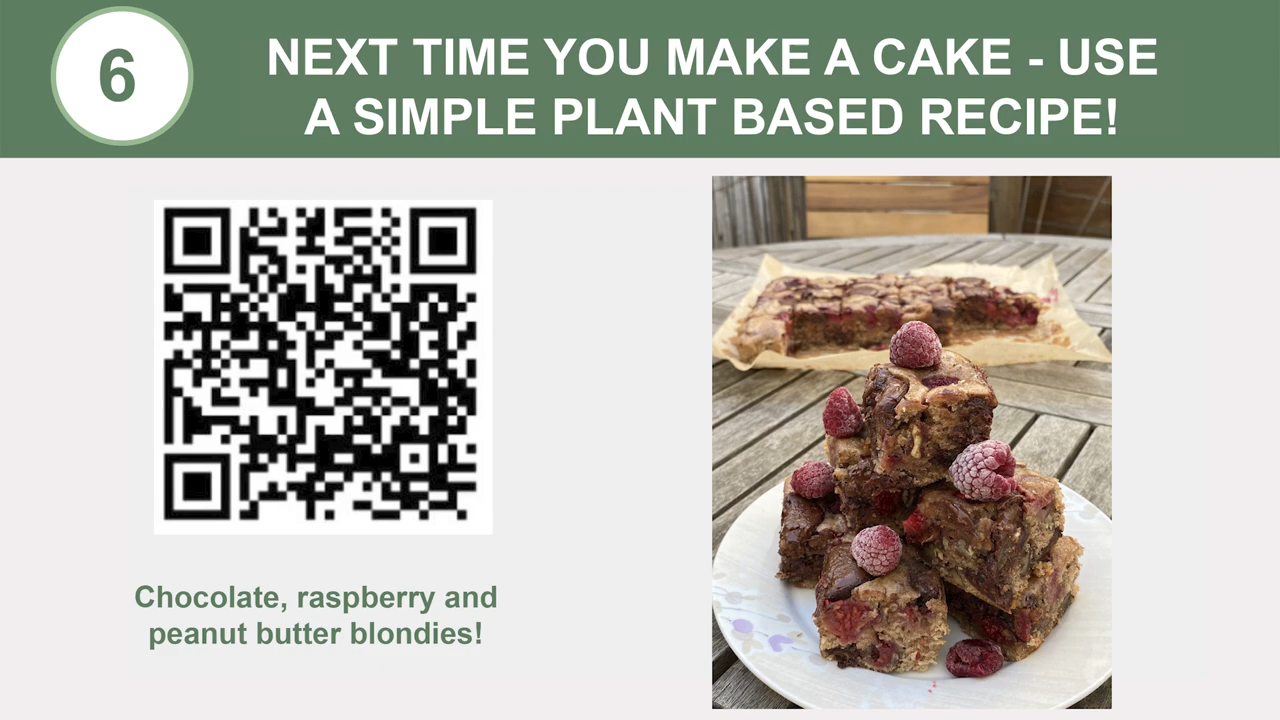 6
NEXT TIME YOU MAKE A CAKE - USE
A SIMPLE PLANT BASED RECIPE!
Chocolate, raspberry and
peanut butter blondies!